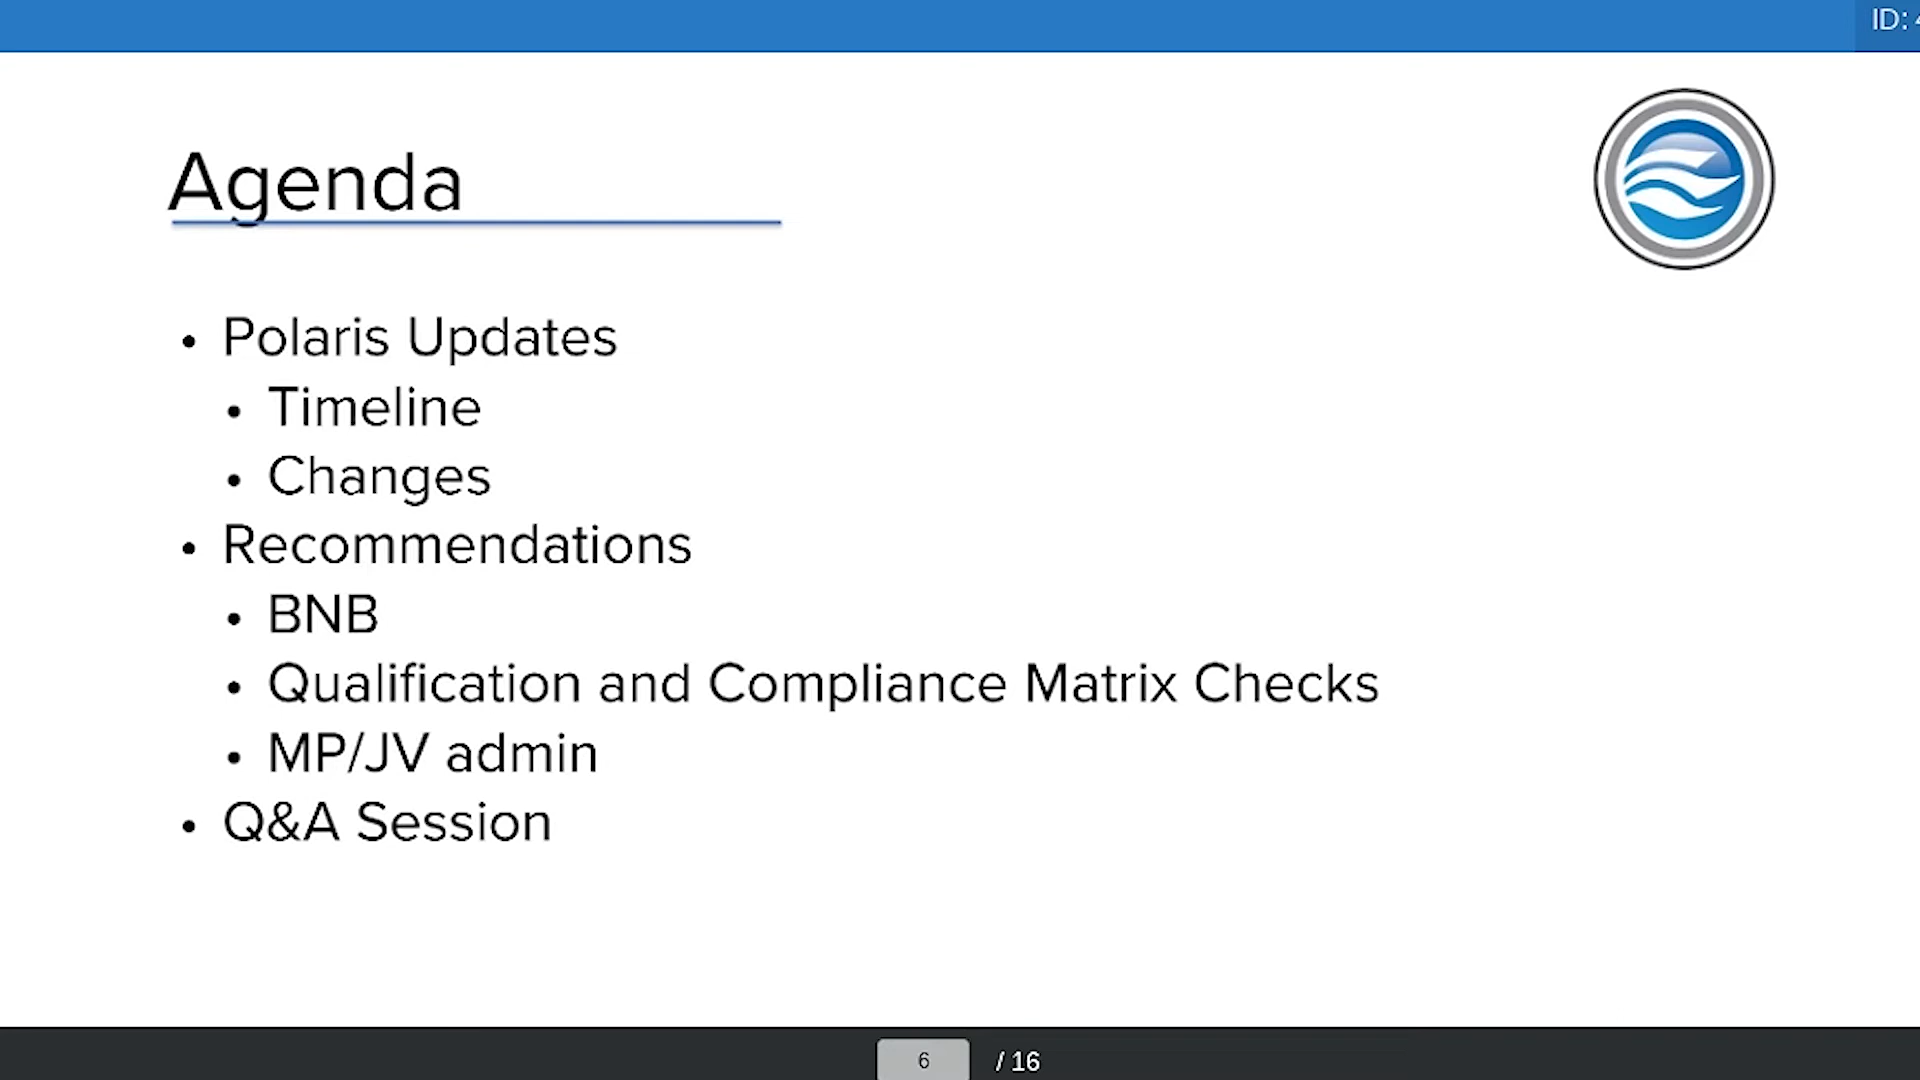 ID:
Agenda
• Polaris Updates
• Timeline
• Changes
• Recommendations
• BNB
• Qualification and Compliance Matrix Checks
• MP/JV admin
• Q&A Session
6 / 16